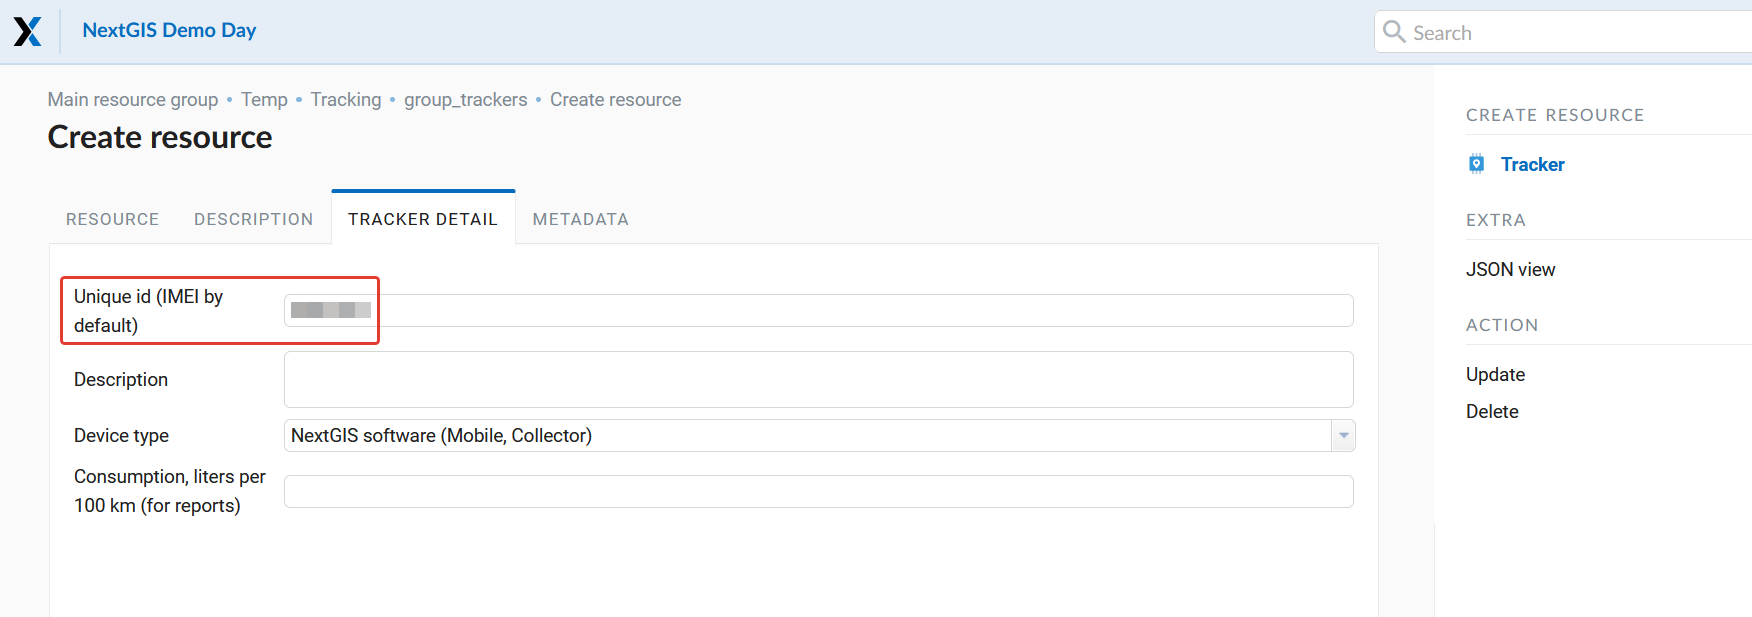 NextGIS Demo Day
Search
Main resource group • Temp • Tracking • group_trackers • Create resource
Create resource
RESOURCE
DESCRIPTION
TRACKER DETAIL
METADATA
Unique id (IMEI by
default)
Description
Device type
NextGIS software (Mobile, Collector)
Consumption, liters per
100 km (for reports)
CREATE RESOURCE
Tracker
EXTRA
JSON view
ACTION
Update
Delete